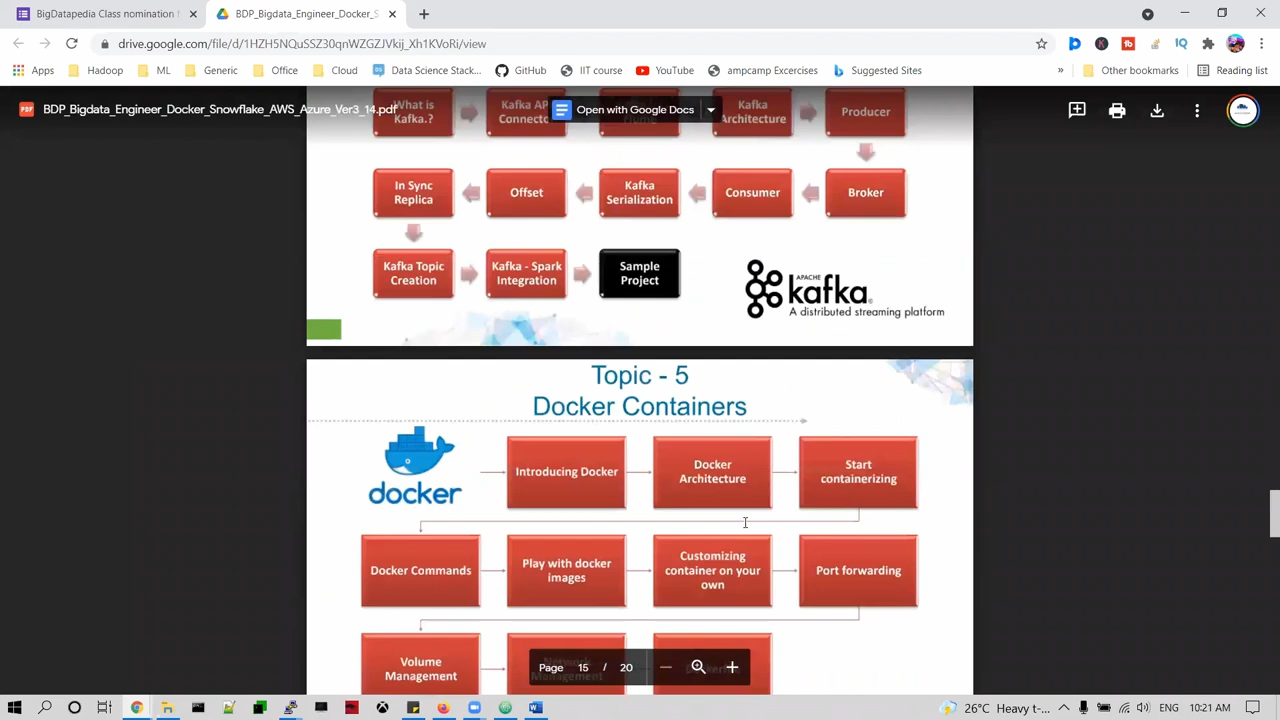 BigDatapedia Class nomination f
BDP_Bigdata_Engineer_Docker_S
drive.google.com/file/d/1HZH5NQuSSZ30qnWZGZJVkij_Xh1KVoRi/view
Apps
Hadoop
ML
Generic
Office
Cloud
Data Science Stack...
GitHub
IIT course
YouTube
ampcamp Excercises
Suggested Sites
»
Other bookmarks
Reading list
PDF
BDP_Bigdata_Engineer_Docker_Snowflake_AWS_Azure_Ver3_14.pdf
Open with Google Docs
What is
Kafka.?
Kafka
Kafka
Architecture
Producer
In Sync
Replica
Offset
Kafka
Serialization
Consumer
Broker
Kafka Topic
Creation
Kafka - Spark
Integration
Sample
Project
APACHE
kafka
A distributed streaming platform
Topic - 5
Docker Containers
docker
Introducing Docker
Docker
Architecture
Start
containerizing
Docker Commands
Play with docker
images
Customizing
container on your
own
Port forwarding
Volume
Management
Page 15 / 20
26°C Heavy t...
ENG
10:21 AM